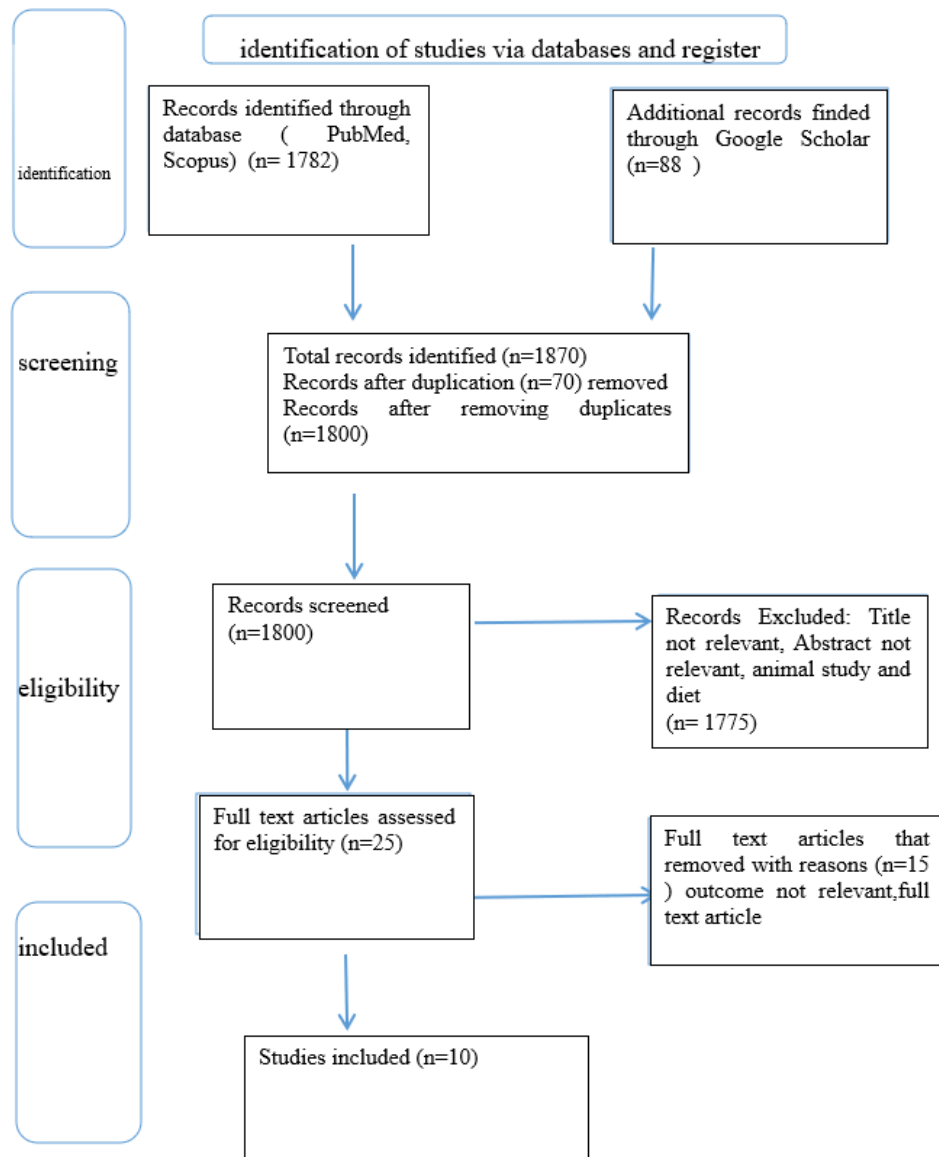 identification of studies via databases and register
identification
Records identified through
database ( PubMed,
Scopus) (n= 1782)
Additional records finded
through Google Scholar
(n=88 )
screening
Total records identified (n=1870)
Records after duplication (n=70) removed
Records after removing duplicates
(n=1800)
eligibility
Records screened
(n=1800)
Records Excluded: Title
not relevant, Abstract not
relevant, animal study and
diet
(n= 1775)
Full text articles assessed
for eligibility (n=25)
Full text articles that
removed with reasons (n=15
) outcome not relevant,full
text article
included
Studies included (n=10)